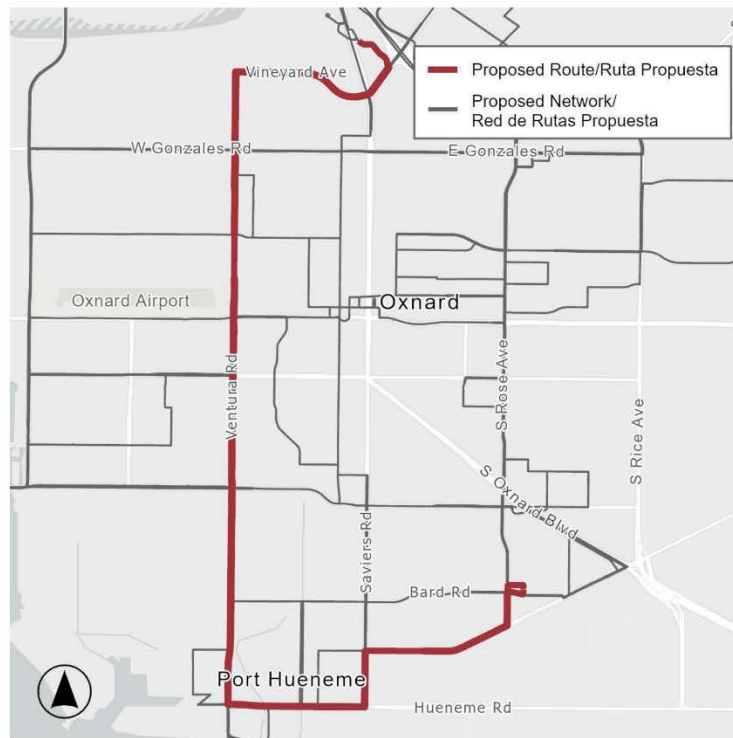 Proposed Route/Ruta Propuesta
Proposed Network/
Red de Rutas Propuesta
Vineyard Ave
W Gonzales Rd
E Gonzales Rd
Oxnard Airport
Oxnard
Ventura Rd
S Rose Ave
S Rice Ave
S Oxnard Blvd
Saviers Rd
Bard Rd
Port Hueneme
Hueneme Rd